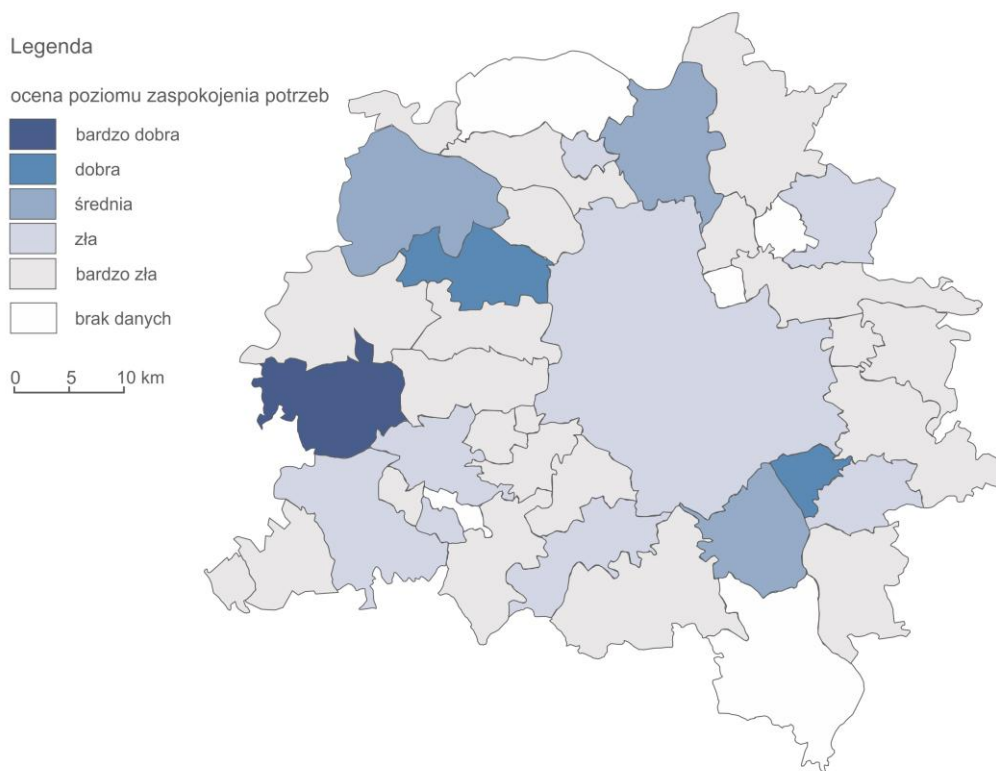 Legenda
ocena poziomu zaspokojenia potrzeb
bardzo dobra
dobra
średnia
zła
bardzo zła
brak danych
0 5 10 km